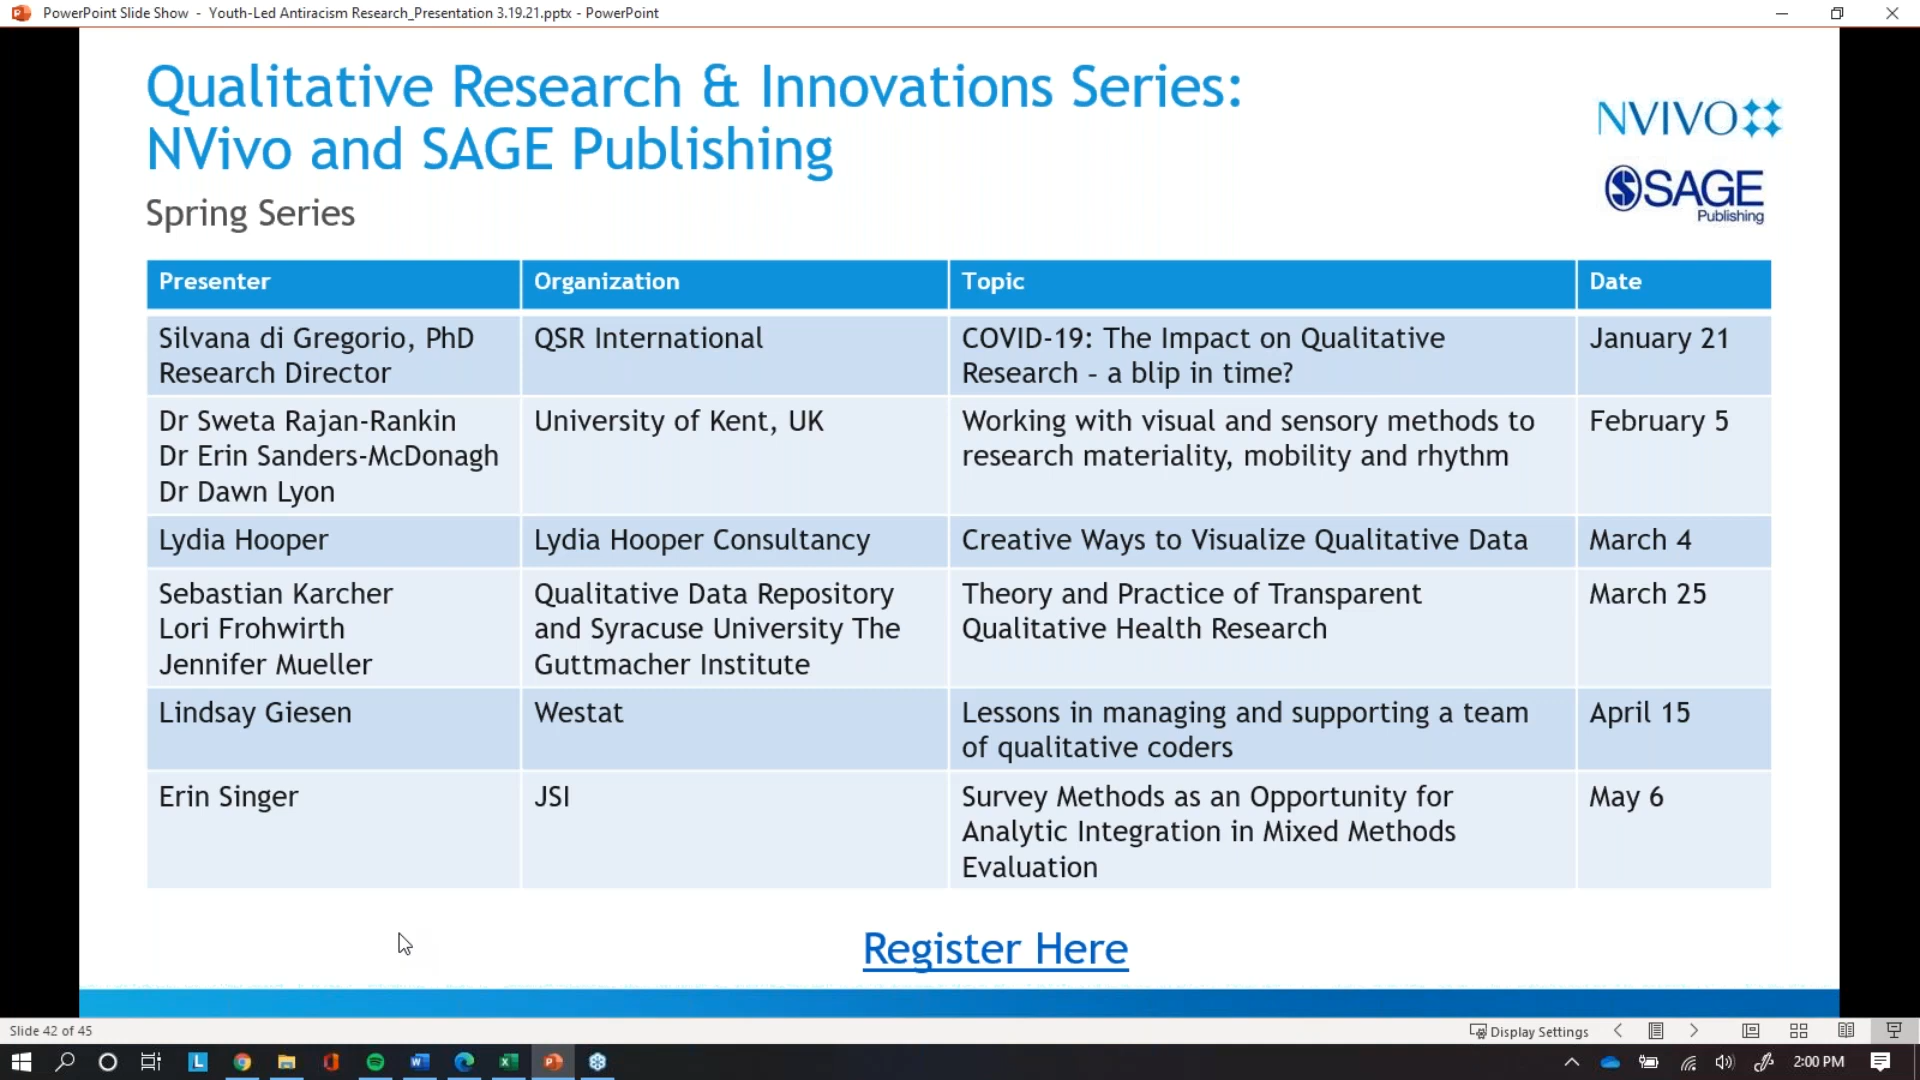 PowerPoint Slide Show - Youth-Led Antiracism Research_Presentation 3.19.21.pptx - PowerPoint
Qualitative Research & Innovations Series:
NVivo and SAGE Publishing
Spring Series
NVIVO
SAGE
Publishing
Presenter Organization Topic Date
Silvana di Gregorio, PhD
Research Director
QSR International
COVID-19: The Impact on Qualitative
Research – a blip in time?
January 21
Dr Sweta Rajan-Rankin
Dr Erin Sanders-McDonagh
Dr Dawn Lyon
University of Kent, UK
Working with visual and sensory methods to
research materiality, mobility and rhythm
February 5
Lydia Hooper
Lydia Hooper Consultancy
Creative Ways to Visualize Qualitative Data
March 4
Sebastian Karcher
Lori Frohwirth
Jennifer Mueller
Qualitative Data Repository
and Syracuse University The
Guttmacher Institute
Theory and Practice of Transparent
Qualitative Health Research
March 25
Lindsay Giesen
Westat
Lessons in managing and supporting a team
of qualitative coders
April 15
Erin Singer
JSI
Survey Methods as an Opportunity for
Analytic Integration in Mixed Methods
Evaluation
May 6
Register Here
Slide 42 of 45
Display Settings
2:00 PM